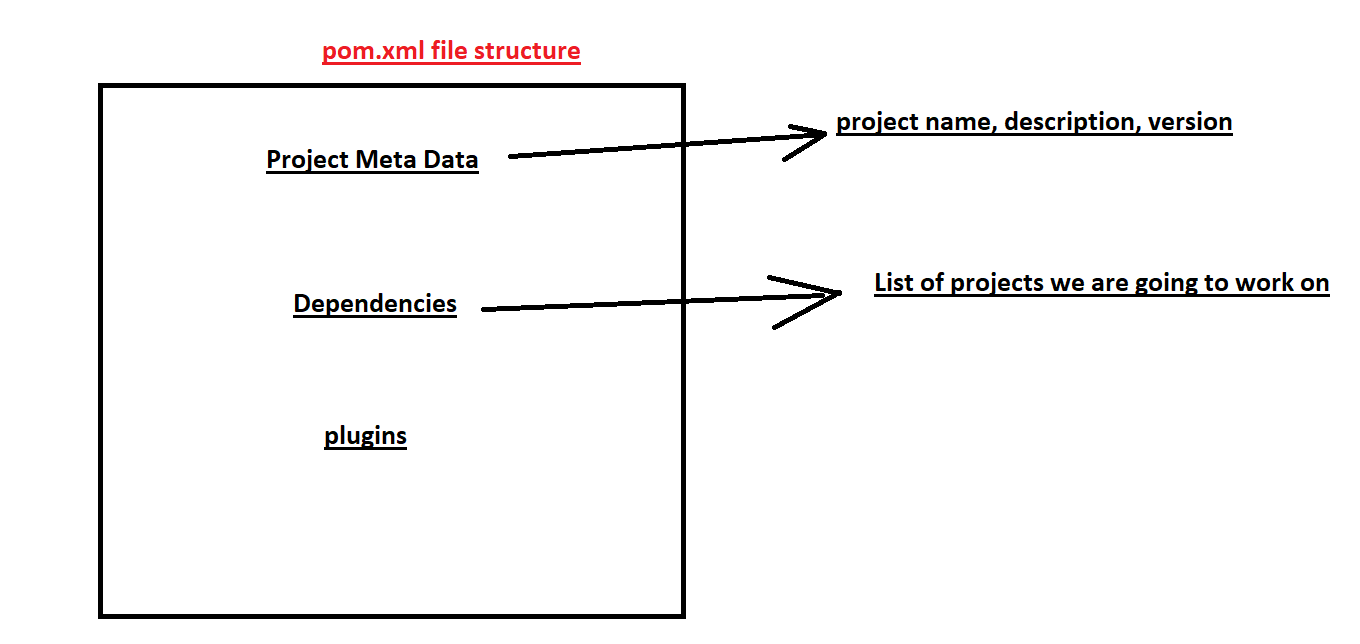 pom.xml file structure
project name, description, version
Project Meta Data
List of projects we are going to work on
Dependencies
plugins